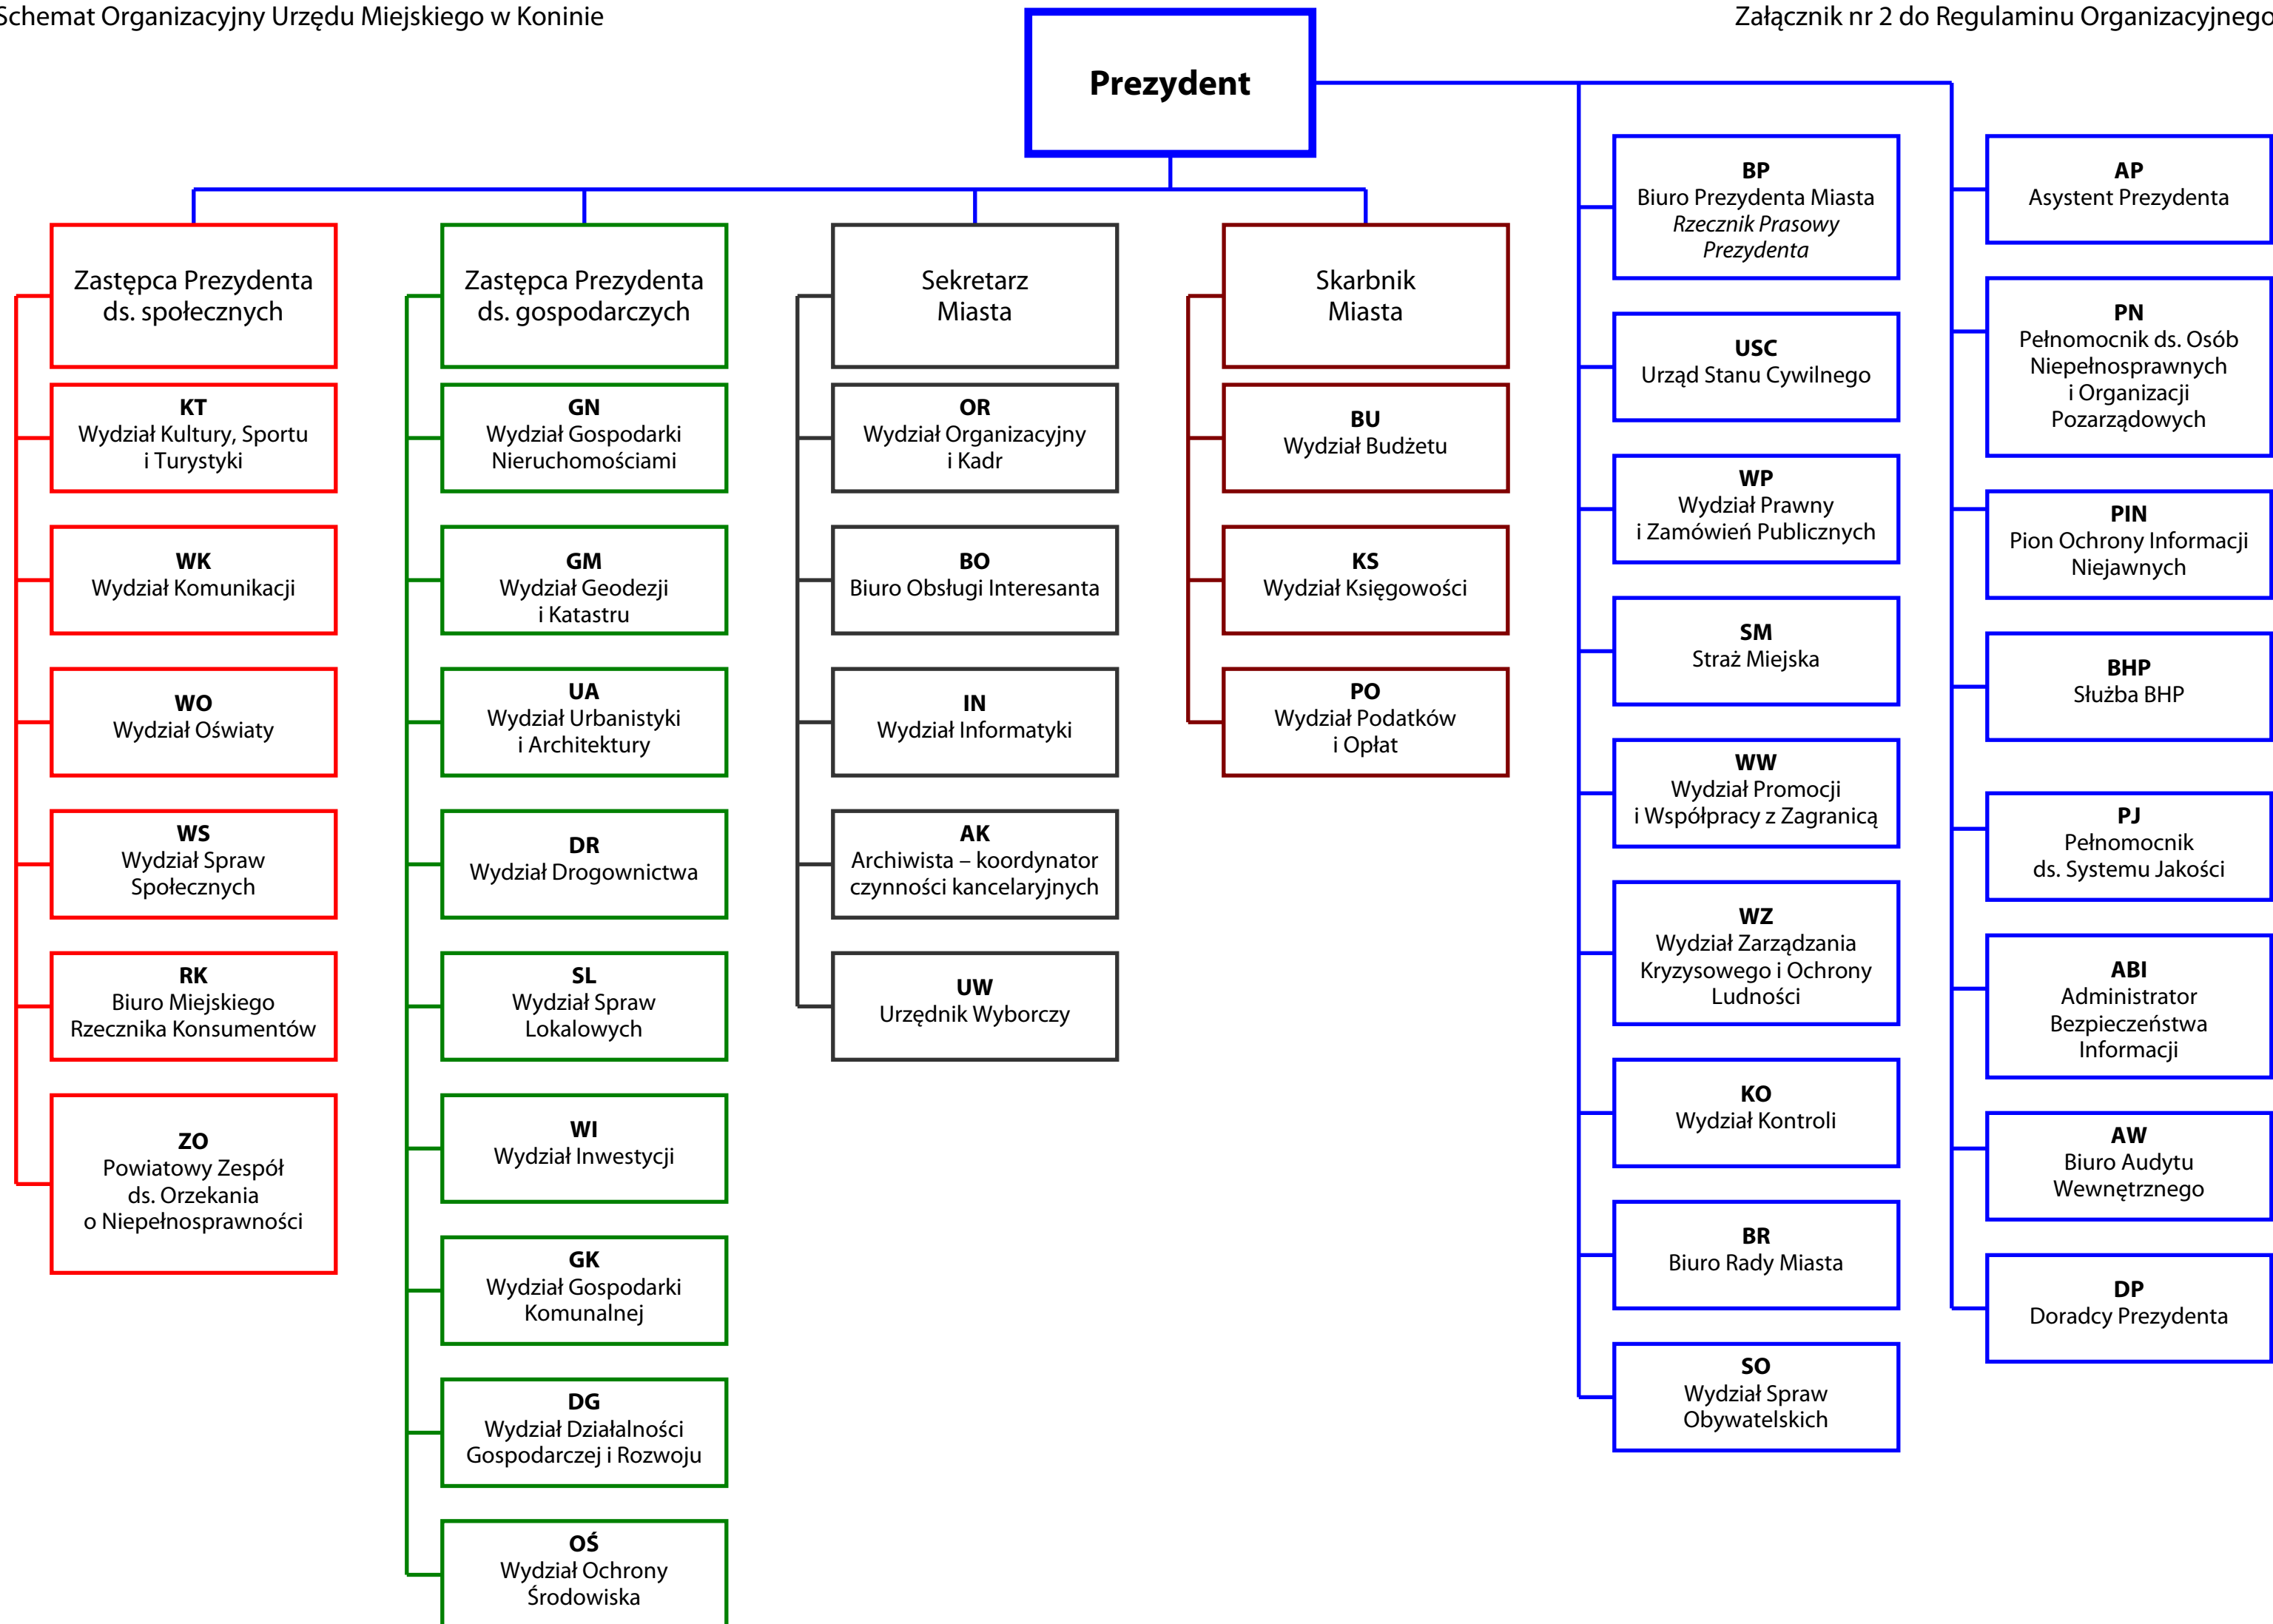 Schemat Organizacyjny Urzędu Miejskiego w Koninie
Załącznik nr 2 do Regulaminu Organizacyjnego
Prezydent
Zastępca Prezydenta
ds. społecznych
KT
Wydział Kultury, Sportu
i Turystyki
WK
Wydział Komunikacji
WO
Wydział Oświaty
WS
Wydział Spraw
Społecznych
RK
Biuro Miejskiego
Rzecznika Konsumentów
ZO
Powiatowy Zespół
ds. Orzekania
o Niepełnosprawności
Zastępca Prezydenta
ds. gospodarczych
GN
Wydział Gospodarki
Nieruchomościami
GM
Wydział Geodezji
i Katastru
UA
Wydział Urbanistyki
i Architektury
DR
Wydział Drogownictwa
SL
Wydział Spraw
Lokalowych
WI
Wydział Inwestycji
GK
Wydział Gospodarki
Komunalnej
DG
Wydział Działalności
Gospodarczej i Rozwoju
OŚ
Wydział Ochrony
Środowiska
Sekretarz
Miasta
OR
Wydział Organizacyjny
i Kadr
BO
Biuro Obsługi Interesanta
IN
Wydział Informatyki
AK
Archiwista – koordynator
czynności kancelaryjnych
UW
Urzędnik Wyborczy
Skarbnik
Miasta
BU
Wydział Budżetu
KS
Wydział Księgowości
PO
Wydział Podatków
i Opłat
BP
Biuro Prezydenta Miasta
Rzecznik Prasowy
Prezydenta
USC
Urząd Stanu Cywilnego
WP
Wydział Prawny
i Zamówień Publicznych
SM
Straż Miejska
WW
Wydział Promocji
i Współpracy z Zagranicą
WZ
Wydział Zarządzania
Kryzysowego i Ochrony
Ludności
KO
Wydział Kontroli
BR
Biuro Rady Miasta
SO
Wydział Spraw
Obywatelskich
AP
Asystent Prezydenta
PN
Pełnomocnik ds. Osób
Niepełnosprawnych
i Organizacji
Pozarządowych
PIN
Pion Ochrony Informacji
Niejawnych
BHP
Służba BHP
PJ
Pełnomocnik
ds. Systemu Jakości
ABI
Administrator
Bezpieczeństwa
Informacji
AW
Biuro Audytu
Wewnętrznego
DP
Doradcy Prezydenta